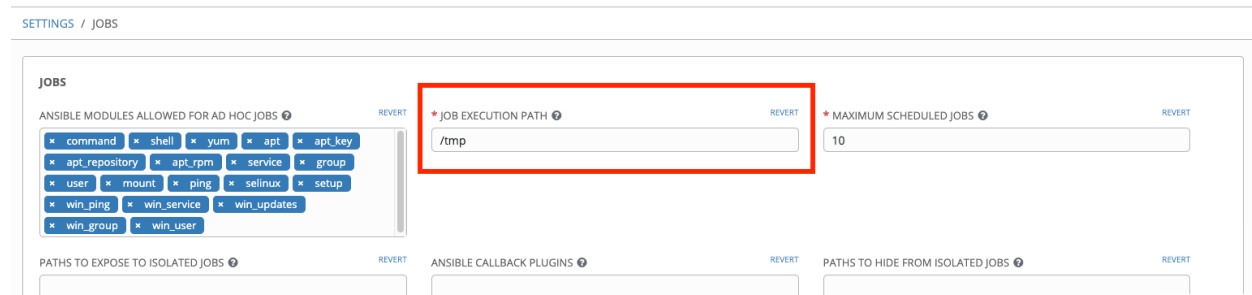 SETTINGS / JOBS
JOBS
ANSIBLE MODULES ALLOWED FOR AD HOC JOBS ? REVERT
× command × shell × yum × apt × apt_key
× apt_repository × apt_rpm × service × group
× user × mount × ping × selinux × setup
× win_ping × win_service × win_updates
× win_group × win_user
* JOB EXECUTION PATH ? REVERT
/tmp
* MAXIMUM SCHEDULED JOBS ? REVERT
10
PATHS TO EXPOSE TO ISOLATED JOBS ? REVERT
ANSIBLE CALLBACK PLUGINS ? REVERT
PATHS TO HIDE FROM ISOLATED JOBS ? REVERT